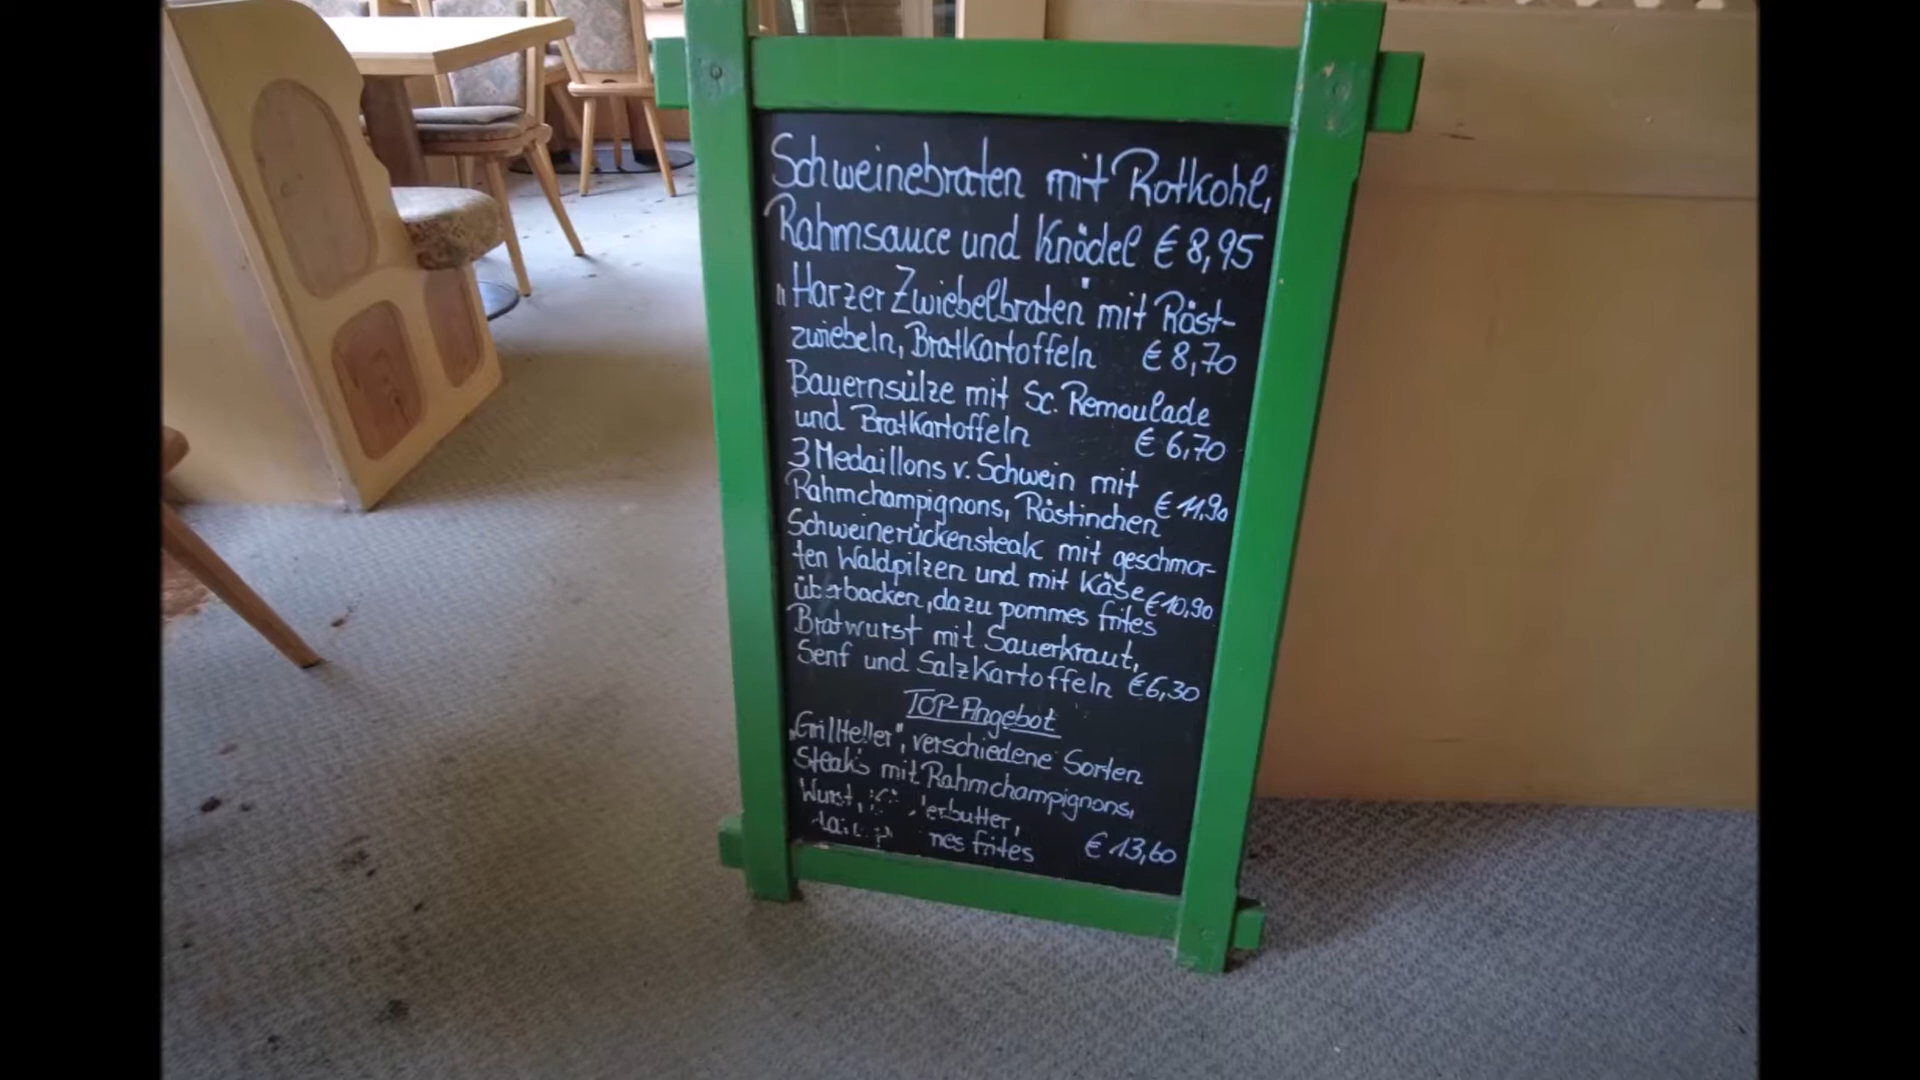 Schweinebraten mit Rotkohl,
Rahmsauce und Knödel € 8,95
"Harzer Zwiebelbraten" mit Röst-
zwiebeln, Bratkartoffeln € 8,70
Bauernsülze mit Sc. Remoulade
und Bratkartoffeln € 6,70
3 Medaillons v. Schwein mit
Rahmchampignons, Röstinchen € 11,90
Schweinerückensteak mit geschmor-
ten Waldpilzen und mit Käse € 10,90
überbacken, dazu pommes frites
Bratwurst mit Sauerkraut,
Senf und Salzkartoffeln € 6,30
TOP-Angebot
„Grillteller", verschiedene Sorten
Steak's mit Rahmchampignons,
Wurst,
frites € 13,60